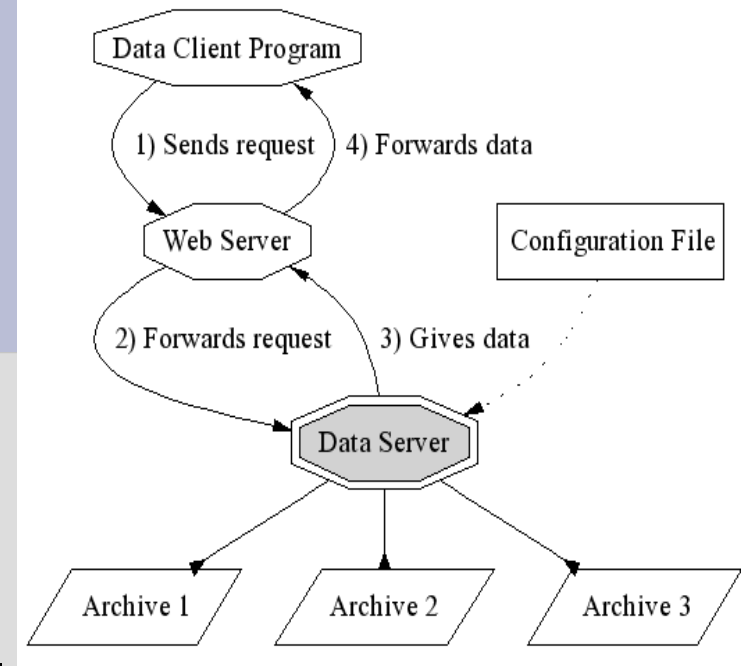 Data Client Program
1) Sends request
4) Forwards data
Web Server
Configuration File
2) Forwards request
3) Gives data
Data Server
Archive 1
Archive 2
Archive 3